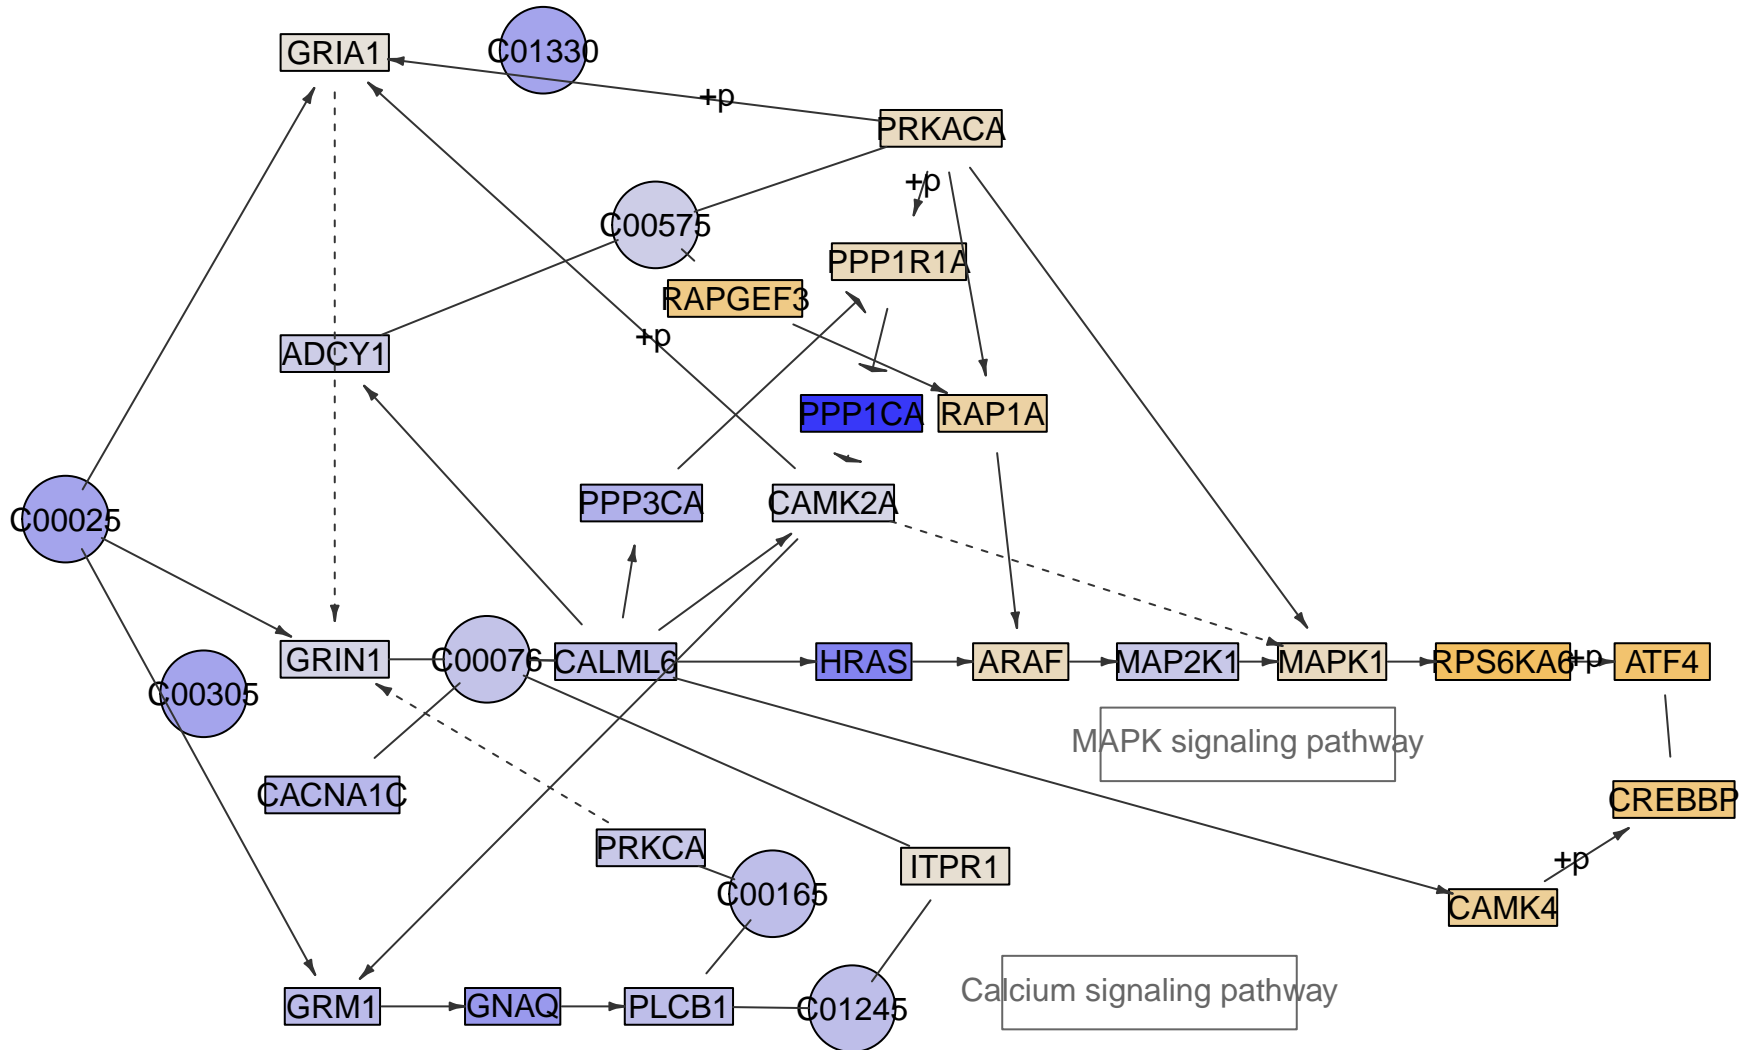 GRIA1
C01330
+p
PRKACA
+p
C00575
PPP1R1A
RAPGEF3
+p
ADCY1
PPP1CA
RAP1A
PPP3CA
CAMK2A
C00025
GRIN1
C00076
CALML6
HRAS
ARAF
MAP2K1
MAPK1
RPS6KA6
+p
ATF4
C00305
MAPK signaling pathway
CACNA1C
CREBBP
PRKCA
ITPR1
+p
C00165
CAMK4
Calcium signaling pathway
GRM1
GNAQ
PLCB1
C01245